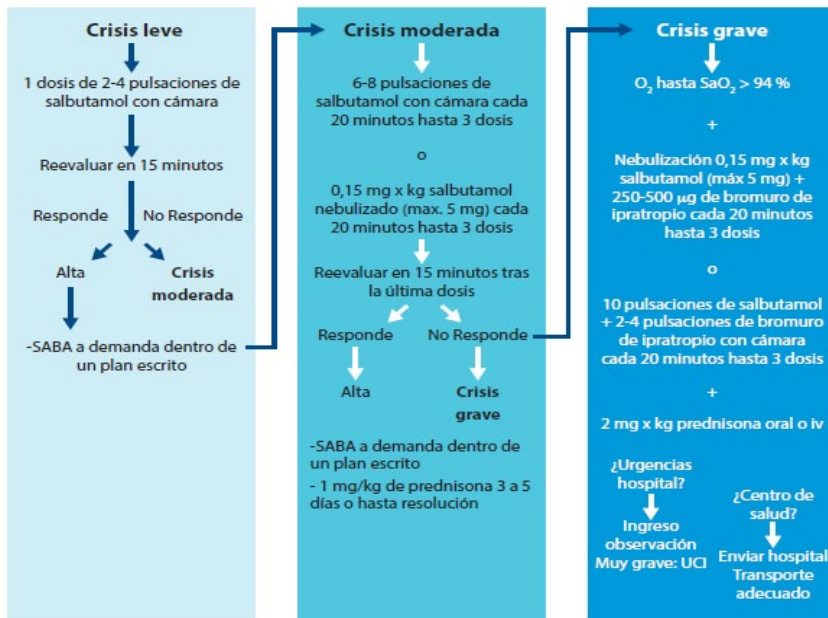 Crisis leve
1 dosis de 2-4 pulsaciones de
salbutamol con cámara
Reevaluar en 15 minutos
Responde
No Responde
Alta
Crisis
moderada
-SABA a demanda dentro de
un plan escrito
Crisis moderada
6-8 pulsaciones de
salbutamol con cámara cada
20 minutos hasta 3 dosis
o
0,15 mg x kg salbutamol
nebulizado (max. 5 mg) cada
20 minutos hasta 3 dosis
Reevaluar en 15 minutos tras
la última dosis
Responde
No Responde
Alta
Crisis
grave
-SABA a demanda dentro de
un plan escrito
- 1 mg/kg de prednisona 3 a 5
días o hasta resolución
Crisis grave
O₂ hasta SaO₂ > 94 %
+
Nebulización 0,15 mg x kg
salbutamol (máx 5 mg) +
250-500 µg de bromuro de
ipratropio cada 20 minutos
hasta 3 dosis
o
10 pulsaciones de salbutamol
+ 2-4 pulsaciones de bromuro
de ipratropio con cámara
cada 20 minutos hasta 3 dosis
+
2 mg x kg prednisona oral o iv
¿Urgencias
hospital?
Ingreso
observación
Muy grave: UCI
¿Centro de
salud?
Enviar hospital
Transporte
adecuado